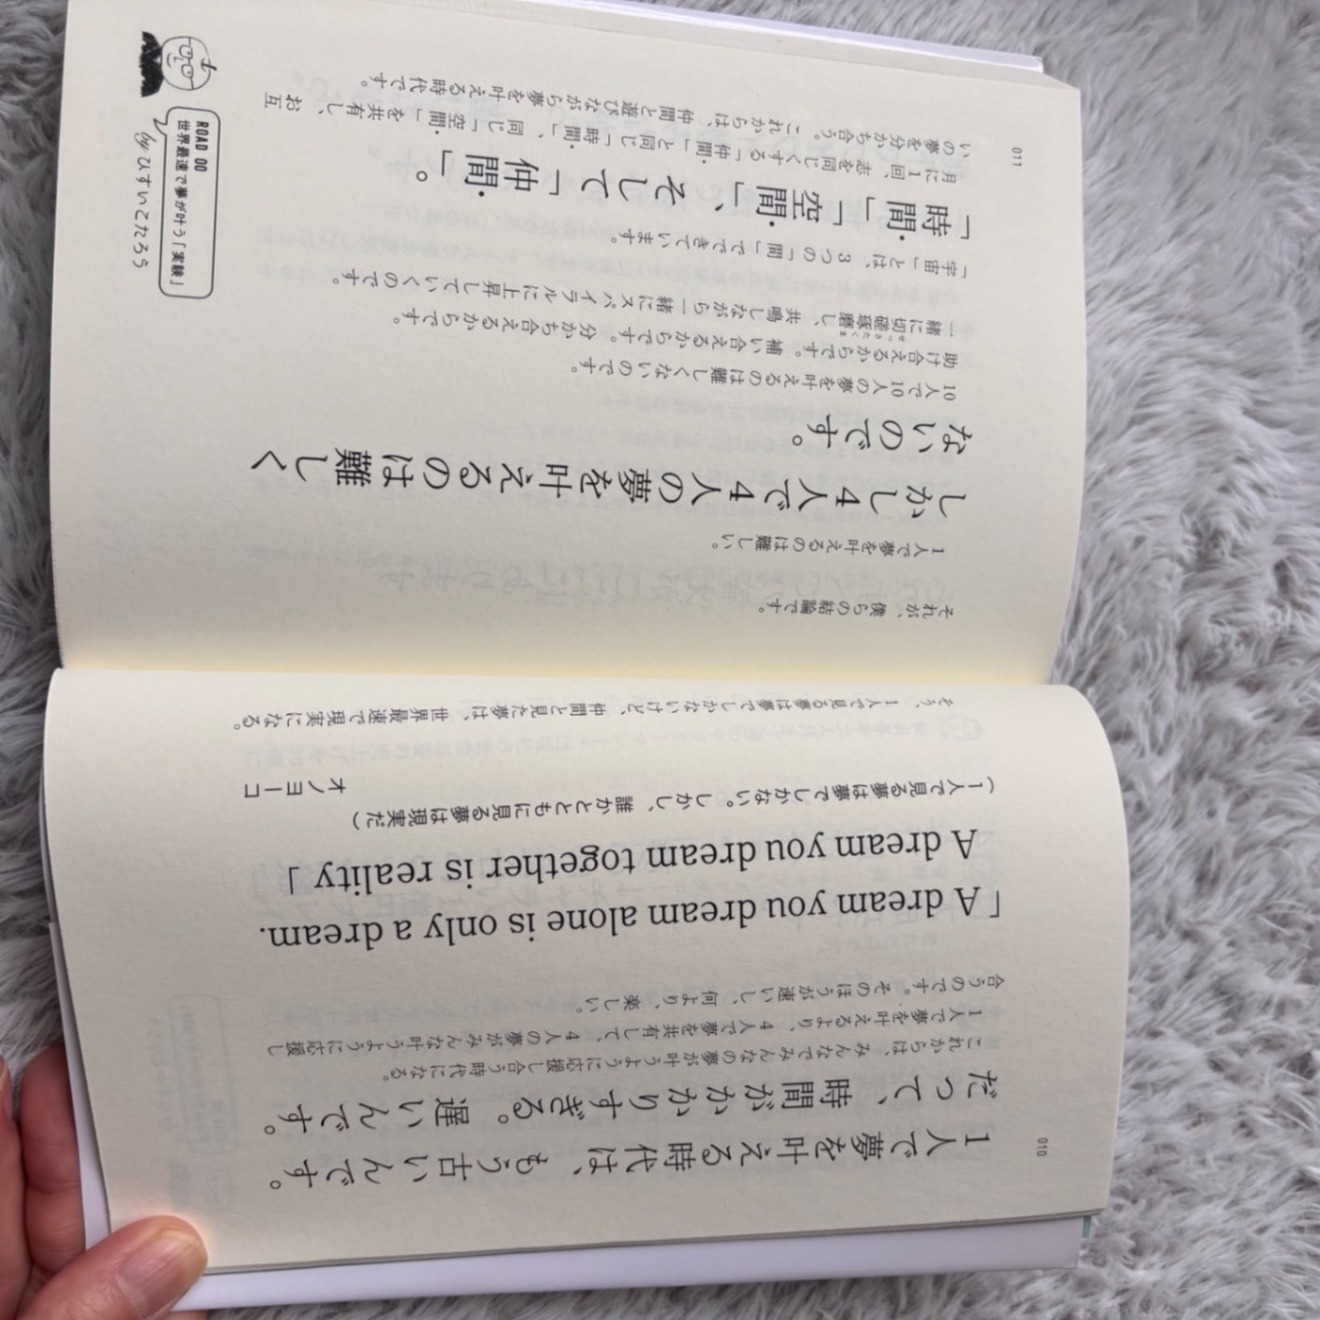 1人で夢を叶える時代は、もう古いんです。
だって、時間がかかりすぎる。遅いんです。
これからは、みんなでみんなの夢が叶うように応援し合う時代になる。
1人で夢を叶えるより、4人で夢を共有して、4人の夢がみんな叶うように応援し
合うのです。そのほうが速いし、何より、楽しい。
「A dream you dream alone is only a dream.
A dream you dream together is reality」
(1人で見る夢は夢でしかない。しかし、誰かとともに見る夢は現実だ)
オノヨーコ
そう、1人で見る夢は夢でしかないけど、仲間と見た夢は、世界最速で現実になる。
010
それが、僕らの結論です。
1人で夢を叶えるのは難しい。
しかし4人で4人の夢を叶えるのは難しく
ないのです。
10人で10人の夢を叶えるのは難しくないのです。
助け合えるからです。補い合えるからです。分かち合えるからです。
一緒に切磋琢磨し、共鳴しながら一緒にスパイラルに上昇していくのです。
せっさたくま
「宇宙」とは、3つの「間」でできています。
「時間」「空間」、そして「仲間」。
月に1回、志を同じくする「仲間」と同じ「時間」、同じ「空間」を共有し、お互
いの夢を分かち合う。これからは、仲間と遊びながら夢を叶える時代です。
ROAD 00
世界最速で夢が叶う「実験」
by ひすいこたろう
011